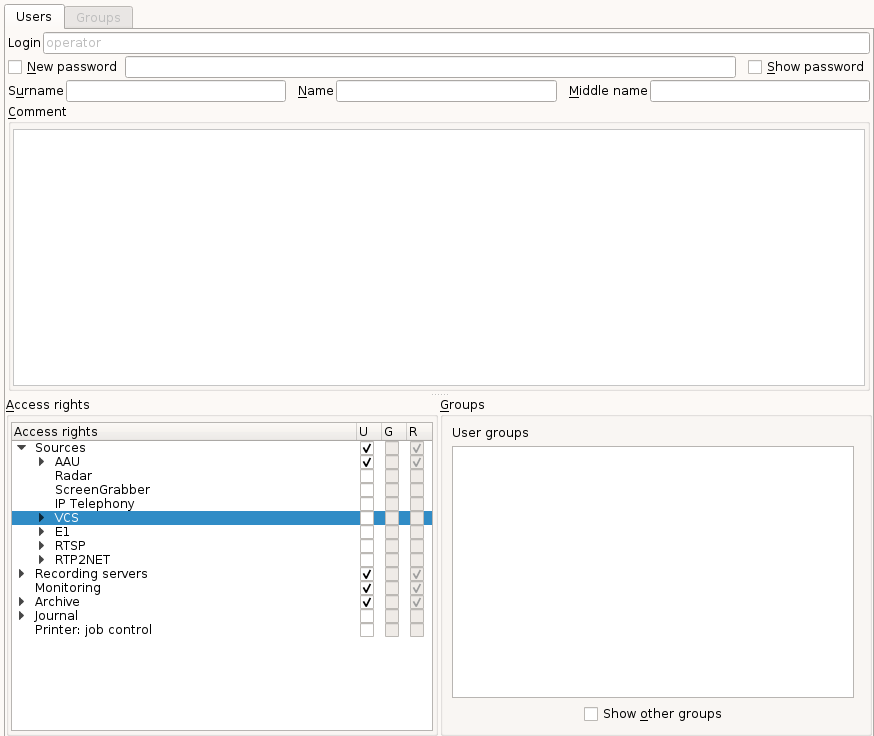 Users Groups
Login operator
New password Show password
Surname Name Middle name
Comment
Access rights Groups
Access rights U G R
User groups
Sources
AAU
Radar
ScreenGrabber
IP Telephony
VCS
E1
RTSP
RTP2NET
Recording servers
Monitoring
Archive
Journal
Printer: job control
Show other groups